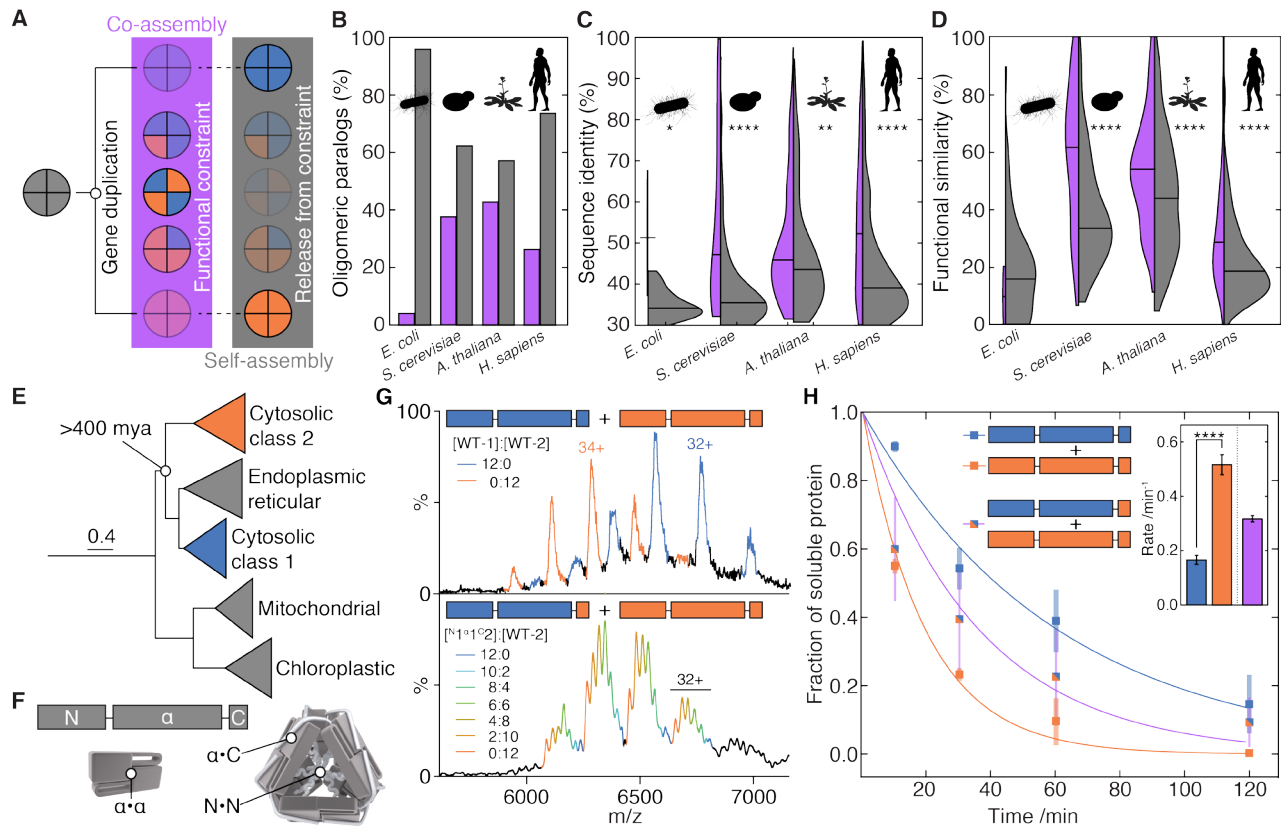 A
Co-assembly
Gene duplication
Functional constraint
Release from constraint
Self-assembly
B
Oligomeric paralogs (%)
100
80
60
40
20
0
E. coli
S. cerevisiae
A. thaliana
H. sapiens
C
Sequence identity (%)
100
90
80
70
60
50
40
30
*
****
**
****
E. coli
S. cerevisiae
A. thaliana
H. sapiens
D
Functional similarity (%)
100
80
60
40
20
0
****
****
****
E. coli
S. cerevisiae
A. thaliana
H. sapiens
E
>400 mya
0.4
Cytosolic
class 2
Endoplasmic
reticular
Cytosolic
class 1
Mitochondrial
Chloroplastic
F
N
α
C
α•α
α•C
N•N
G
100
%
0
+
[WT-1]:[WT-2]
12:0
0:12
34+
32+
%
0
+
[ᴺ1ᵅ1ᶜ2]:[WT-2]
12:0
10:2
8:4
6:6
4:8
2:10
0:12
32+
6000
6500
7000
m/z
H
Fraction of soluble protein
1.0
0.8
0.6
0.4
0.2
0.0
+
+
Rate /min⁻¹
0.6
0.4
0.2
0.0
****
20
40
60
80
100
120
Time /min